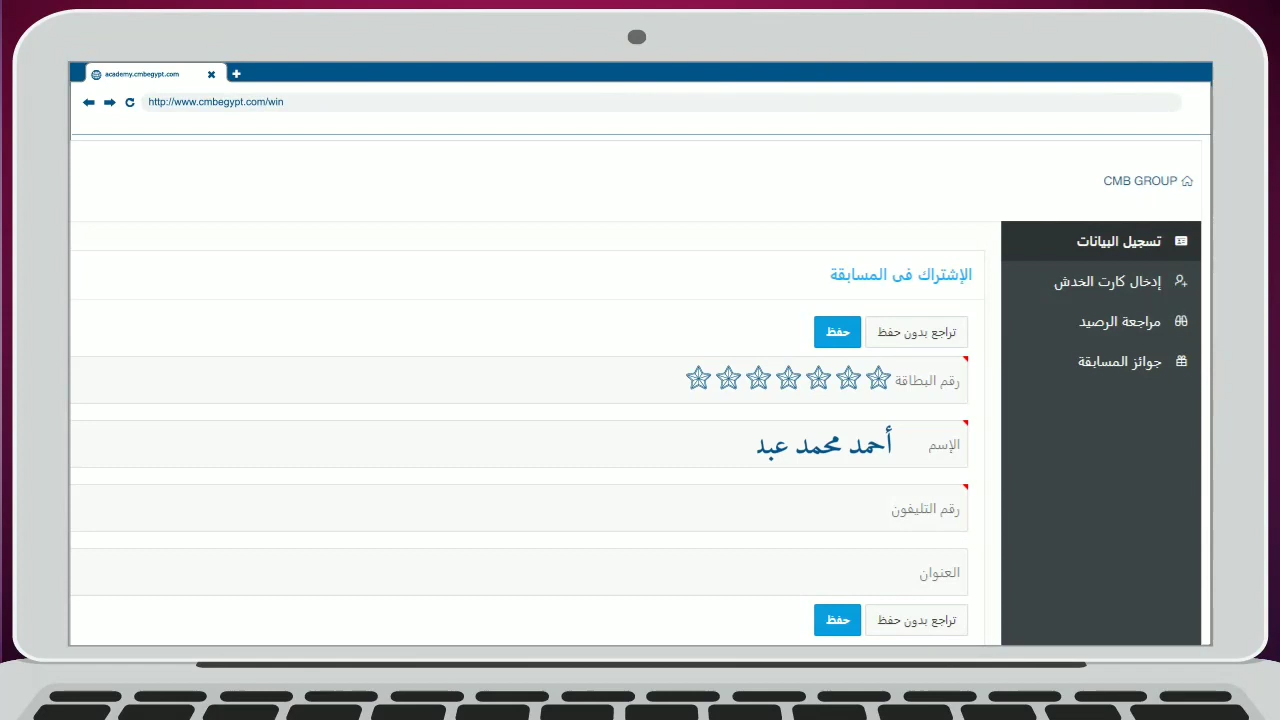 academy.cmbegypt.com
http://www.cmbegypt.com/win
CMB GROUP
تسجيل البيانات
إدخال كارت الخدش
مراجعة الرصيد
جوائز المسابقة
الإشتراك فى المسابقة
تراجع بدون حفظ
حفظ
رقم البطاقة
الإسم أحمد محمد عبد
رقم التليفون
العنوان
تراجع بدون حفظ
حفظ